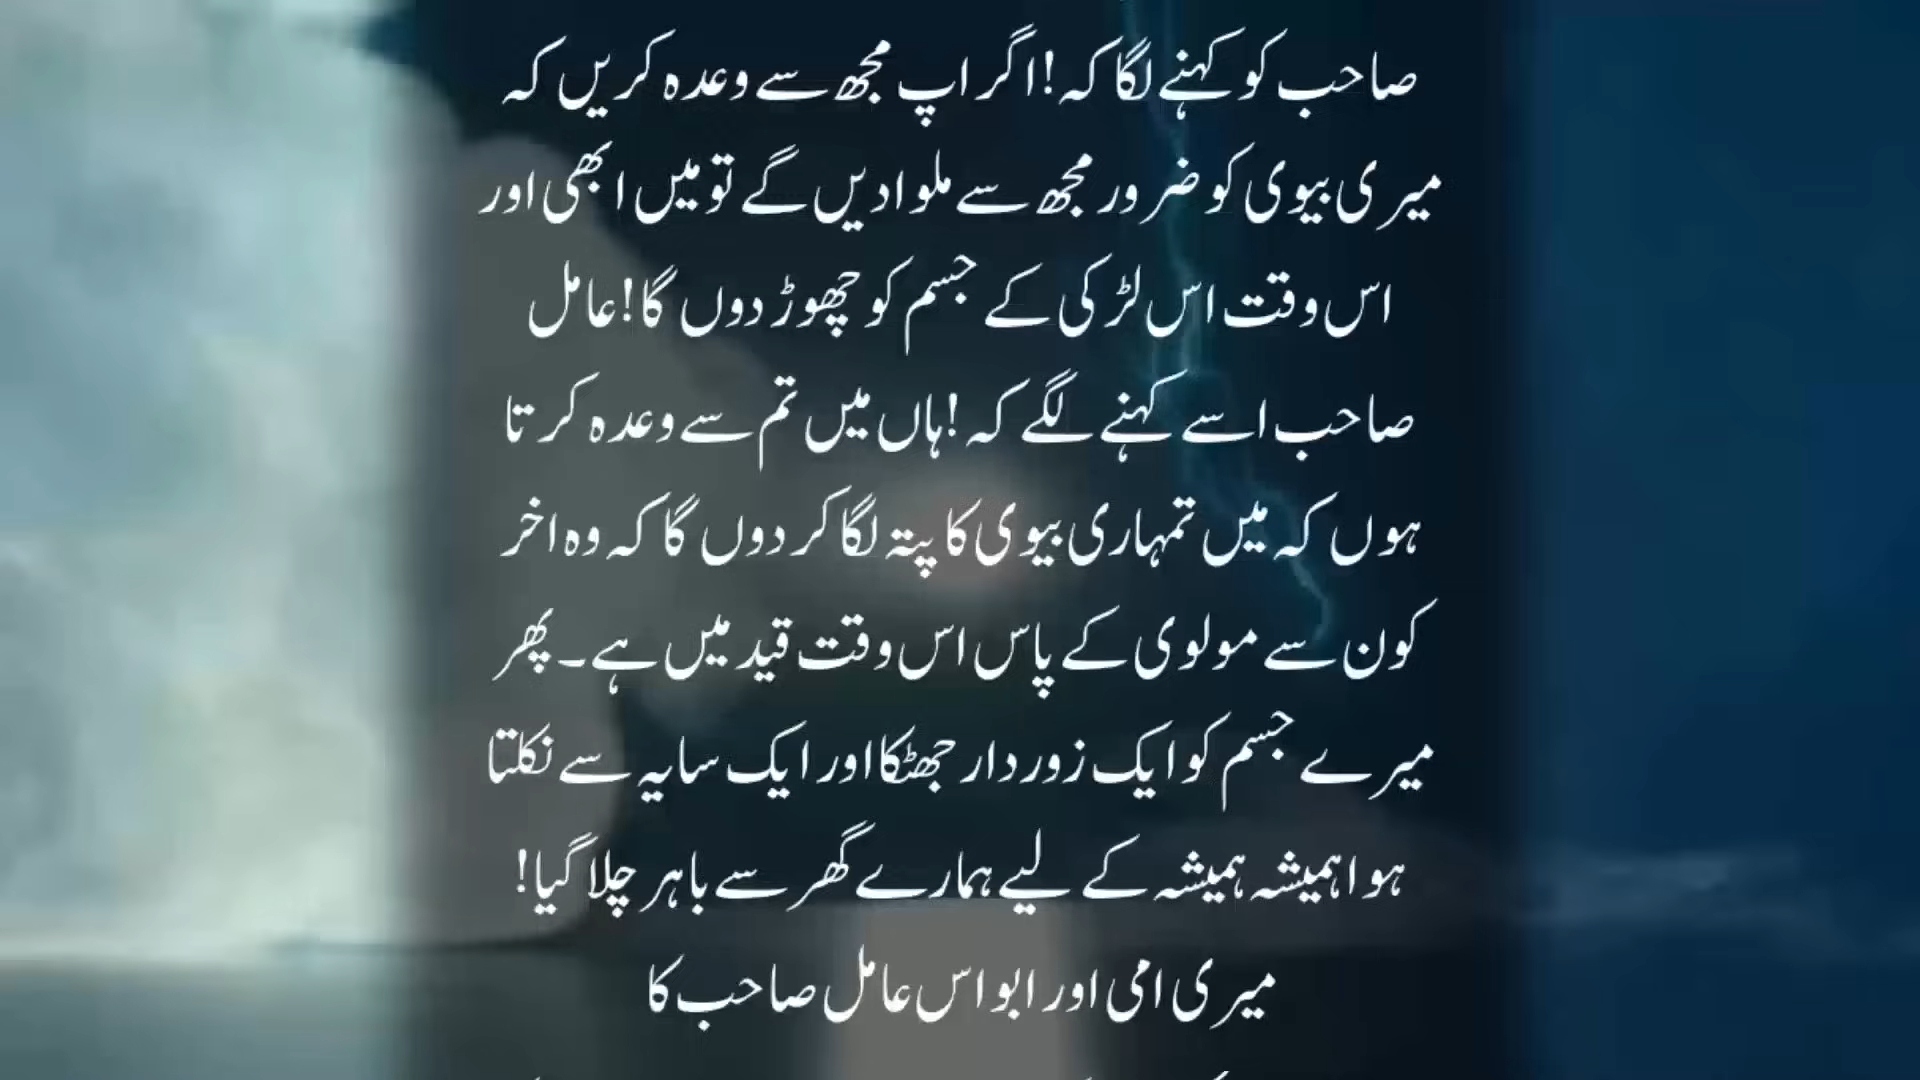 صاحب کو کہنے لگا کہ!اگر اپ مجھ سے وعدہ کریں کہ
میری بیوی کو ضرور مجھ سے ملوا دیں گے تو میں ابھی اور
اس وقت اس لڑکی کے جسم کو چھوڑ دوں گا!عامل
صاحب اسے کہنے لگے کہ!ہاں میں تم سے وعدہ کرتا
ہوں کہ میں تمہاری بیوی کا پتہ لگا کر دوں گا کہ وہ اخر
کون سے مولوی کے پاس اس وقت قید میں ہے۔پھر
میرے جسم کو ایک زوردار جھٹکا اور ایک سایہ سے نکلتا
ہوا ہمیشہ ہمیشہ کے لیے ہمارے گھر سے باہر چلا گیا!
میری امی اور ابو اس عامل صاحب کا